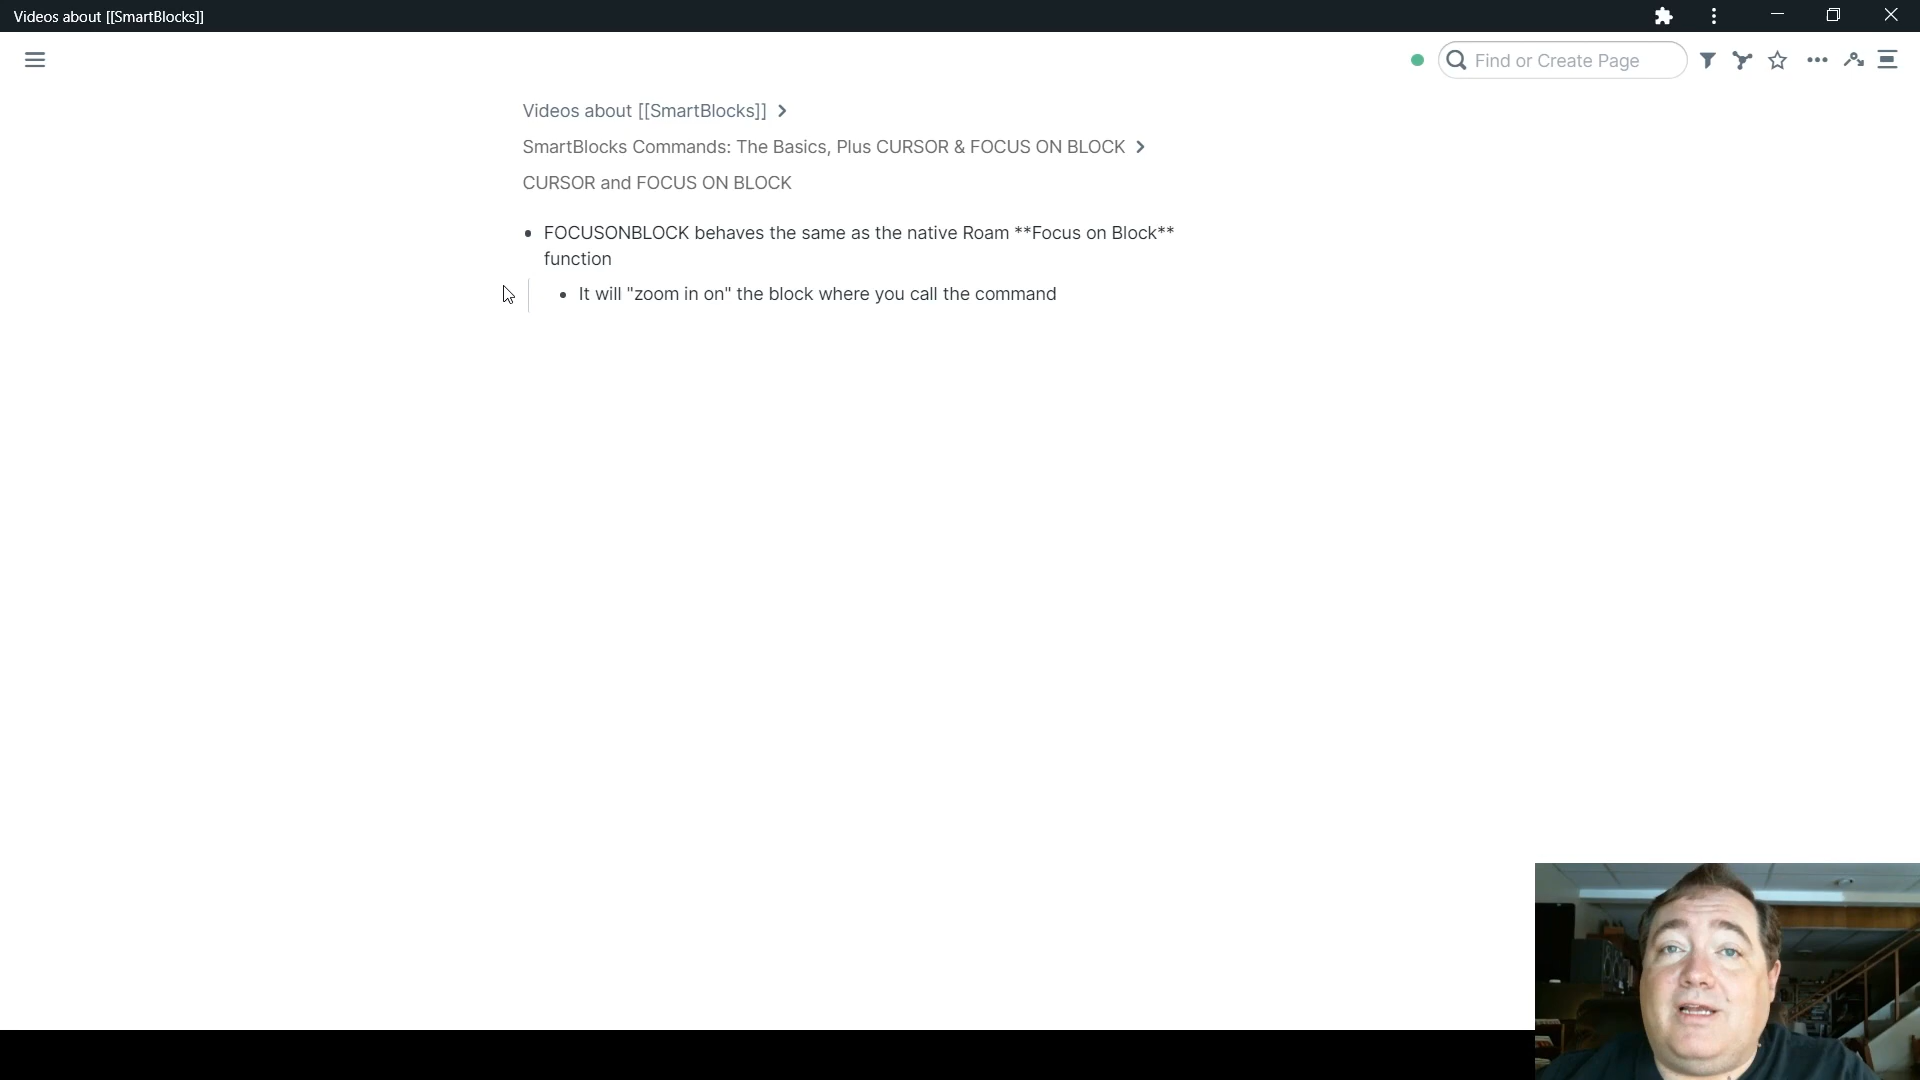 Videos about [[SmartBlocks]]
Find or Create Page
Videos about [[SmartBlocks]]
SmartBlocks Commands: The Basics, Plus CURSOR & FOCUS ON BLOCK
CURSOR and FOCUS ON BLOCK
FOCUSONBLOCK behaves the same as the native Roam **Focus on Block**
function
It will "zoom in on" the block where you call the command